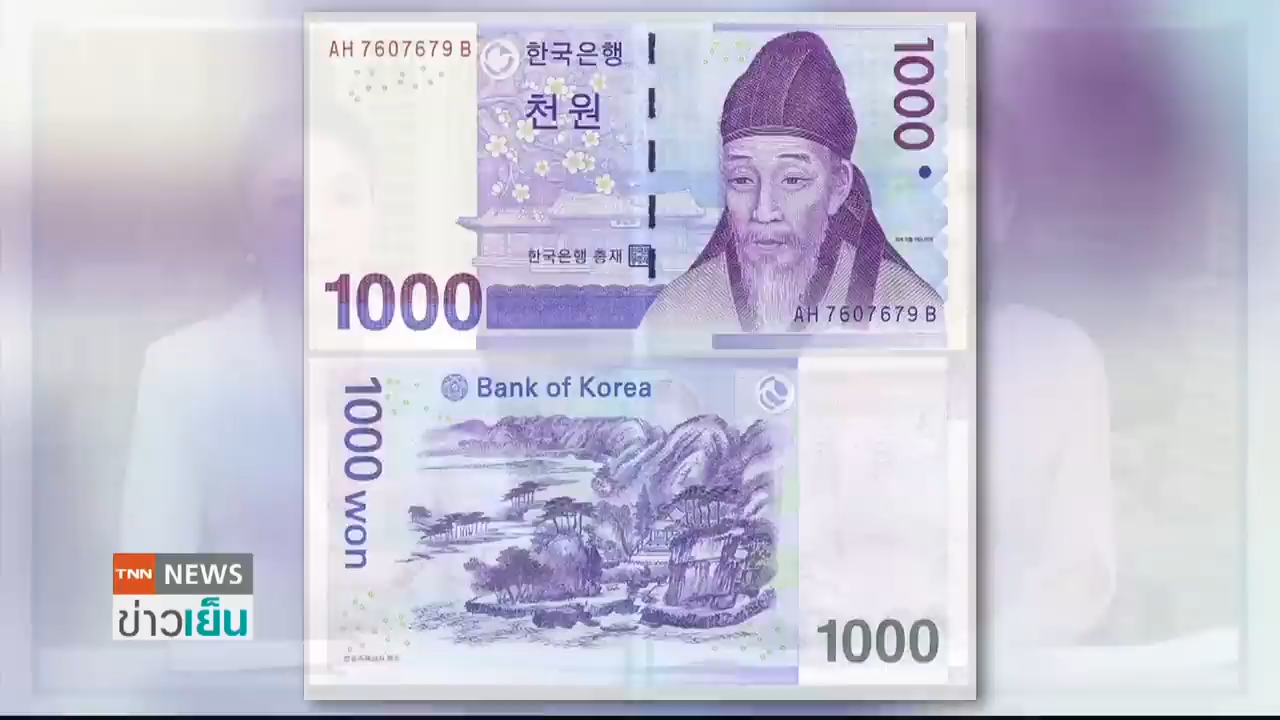 AH 7607679 B
한국은행
천원
1000
한국은행 총재
1000
AH 7607679 B
1000 won
Bank of Korea
1000
TNN NEWS
ข่าวเย็น